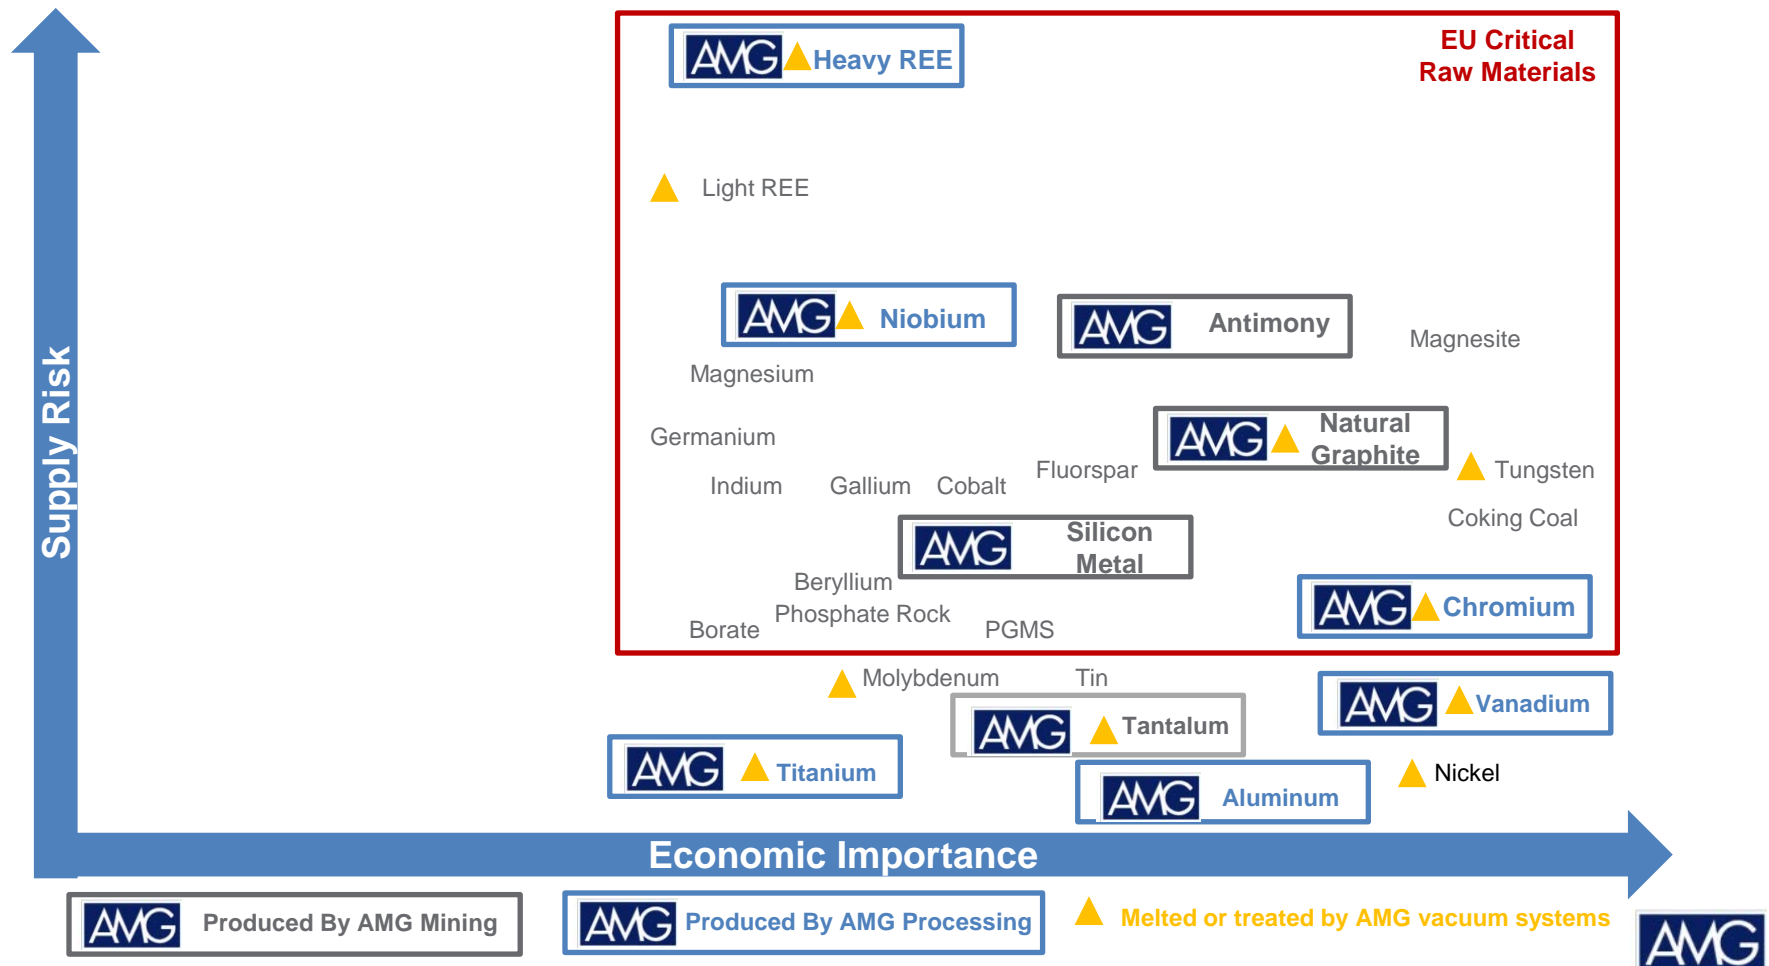 EU Critical
Raw Materials
AMG Heavy REE
Light REE
AMG Niobium
AMG Antimony
Magnesite
Magnesium
AMG Natural
Graphite
Germanium
Fluorspar
Tungsten
Indium
Gallium
Cobalt
Coking Coal
AMG Silicon
Metal
Beryllium
Phosphate Rock
AMG Chromium
Borate
PGMS
Molybdenum
Tin
AMG Vanadium
AMG Tantalum
AMG Titanium
Nickel
AMG Aluminum
Supply Risk
Economic Importance
AMG Produced By AMG Mining
AMG Produced By AMG Processing
Melted or treated by AMG vacuum systems
AMG